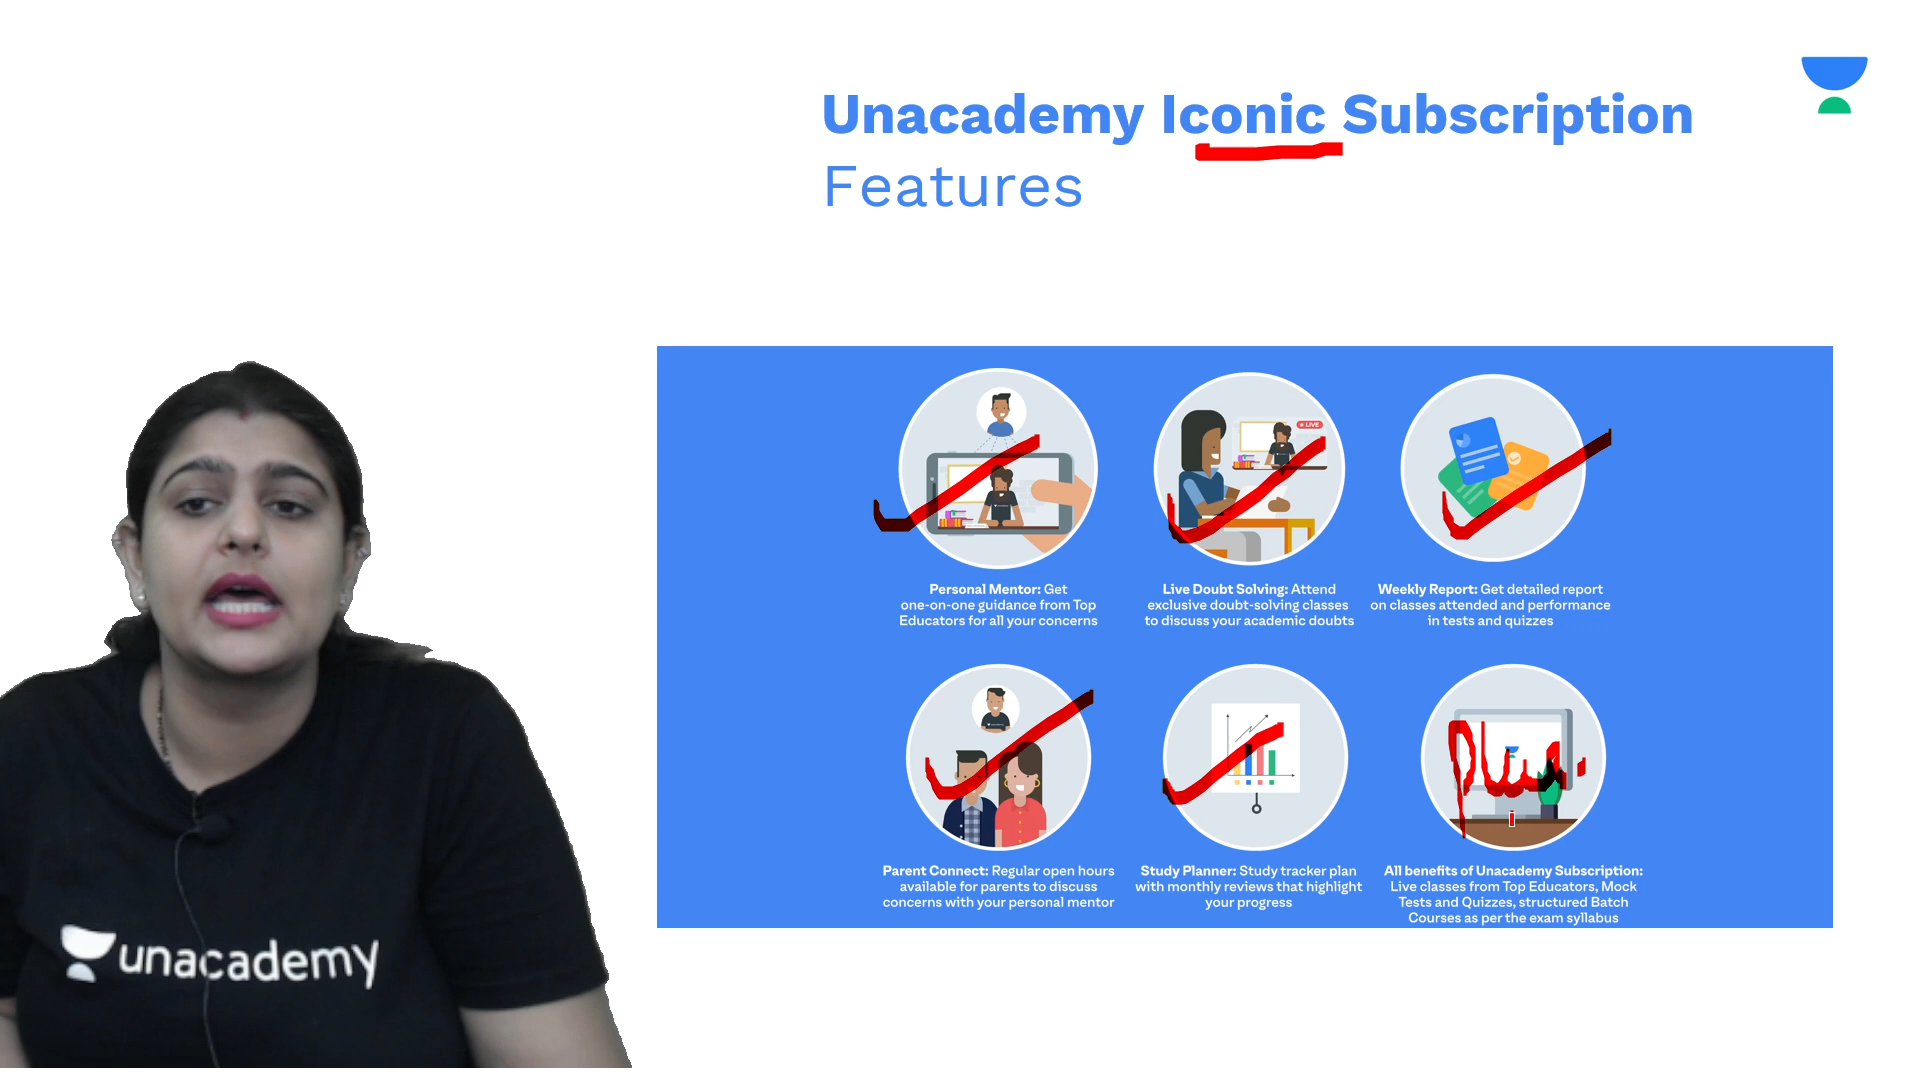 Unacademy Iconic Subscription
Features
LIVE
Personal Mentor: Get
one-on-one guidance from Top
Educators for all your concerns
Live Doubt Solving: Attend
exclusive doubt-solving classes
to discuss your academic doubts
Weekly Report: Get detailed report
on classes attended and performance
in tests and quizzes
Parent Connect: Regular open hours
available for parents to discuss
concerns with your personal mentor
Study Planner: Study tracker plan
with monthly reviews that highlight
your progress
All benefits of Unacademy Subscription:
Live classes from Top Educators, Mock
Tests and Quizzes, structured Batch
Courses as per the exam syllabus
unacademy